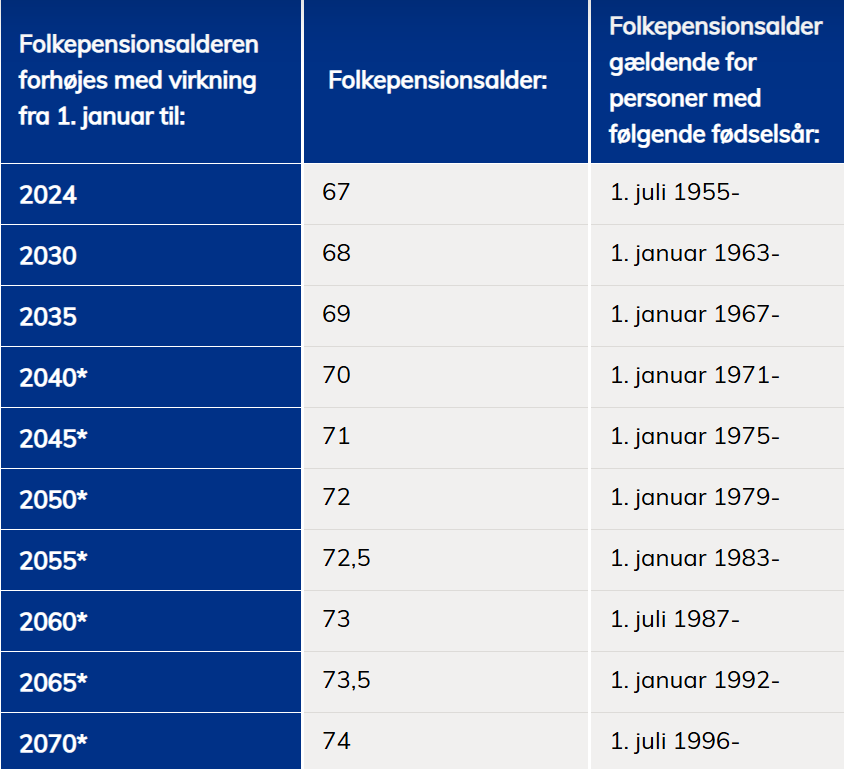 Folkepensionsalderen
forhøjes med virkning
fra 1. januar til:
Folkepensionsalder:
Folkepensionsalder
gældende for
personer med
følgende fødselsår:
2024 67 1. juli 1955-
2030 68 1. januar 1963-
2035 69 1. januar 1967-
2040* 70 1. januar 1971-
2045* 71 1. januar 1975-
2050* 72 1. januar 1979-
2055* 72,5 1. januar 1983-
2060* 73 1. juli 1987-
2065* 73,5 1. januar 1992-
2070* 74 1. juli 1996-